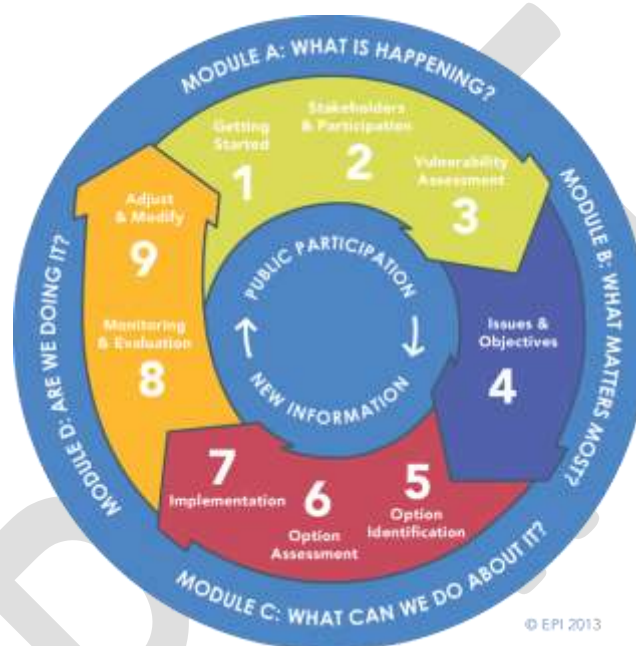 MODULE A: WHAT IS HAPPENING?
Getting
Started
1
Stakeholders
& Participation
2
Vulnerability
Assessment
3
MODULE B: WHAT MATTERS MOST?
Issues &
Objectives
4
MODULE C: WHAT CAN WE DO ABOUT IT?
5
Option
Identification
6
Option
Assessment
7
Implementation
MODULE D: ARE WE DOING IT?
Monitoring
& Evaluation
8
Adjust
& Modify
9
PUBLIC PARTICIPATION
NEW INFORMATION
© EPI 2013